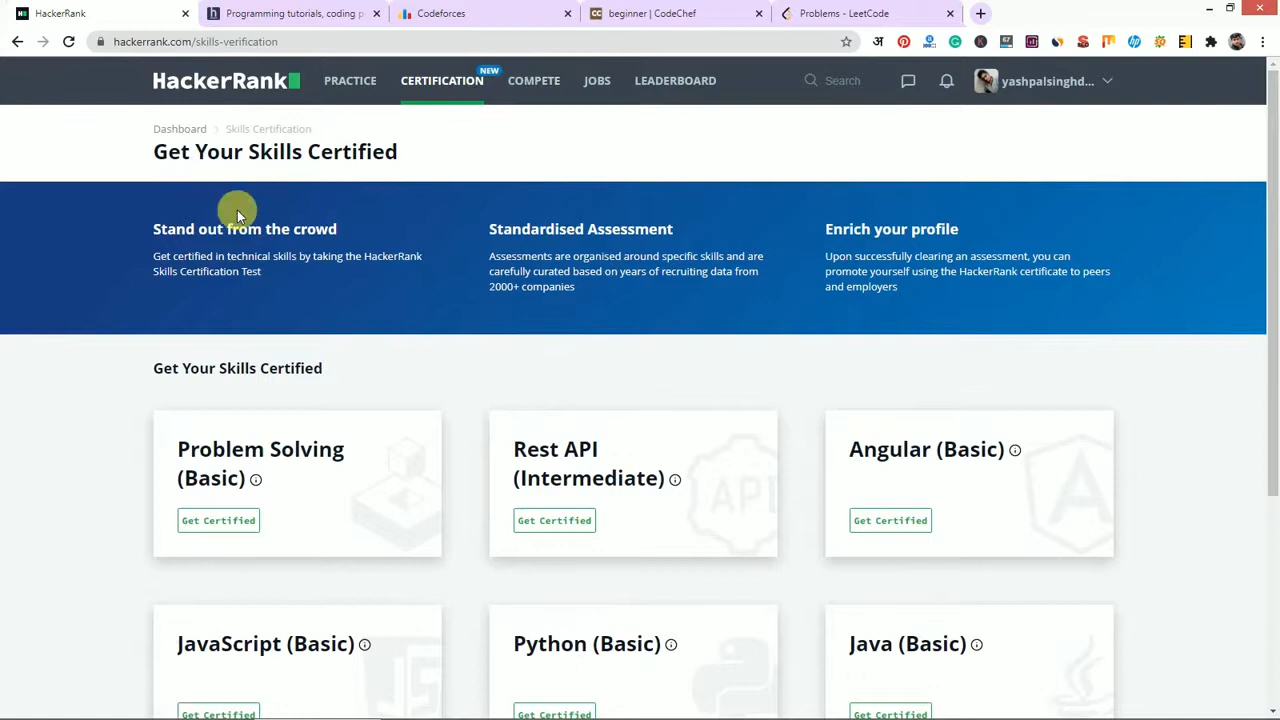 HackerRank
Programming tutorials, coding p
Codeforces
beginner | CodeChef
Problems - LeetCode
hackerrank.com/skills-verification
अ
67
HackerRank
PRACTICE
CERTIFICATION
NEW
COMPETE
JOBS
LEADERBOARD
Search
yashpalsinghd...
Dashboard
Skills Certification
Get Your Skills Certified
Stand out from the crowd
Get certified in technical skills by taking the HackerRank
Skills Certification Test
Standardised Assessment
Assessments are organised around specific skills and are
carefully curated based on years of recruiting data from
2000+ companies
Enrich your profile
Upon successfully clearing an assessment, you can
promote yourself using the HackerRank certificate to peers
and employers
Get Your Skills Certified
Problem Solving
(Basic)
Get Certified
Rest API
(Intermediate)
Get Certified
API
Angular (Basic)
Get Certified
JavaScript (Basic)
Get Certified
Python (Basic)
Get Certified
Java (Basic)
Get Certified